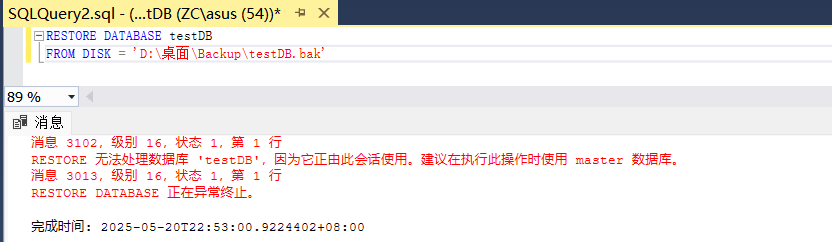 SQLQuery2.sql - (...tDB (ZC\asus (54))*
RESTORE DATABASE testDB
FROM DISK = 'D:\桌面\Backup\testDB.bak'
89 %
消息
消息 3102，级别 16，状态 1，第 1 行
RESTORE 无法处理数据库 'testDB'，因为它正由此会话使用。建议在执行此操作时使用 master 数据库。
消息 3013，级别 16，状态 1，第 1 行
RESTORE DATABASE 正在异常终止。
完成时间: 2025-05-20T22:53:00.9224402+08:00